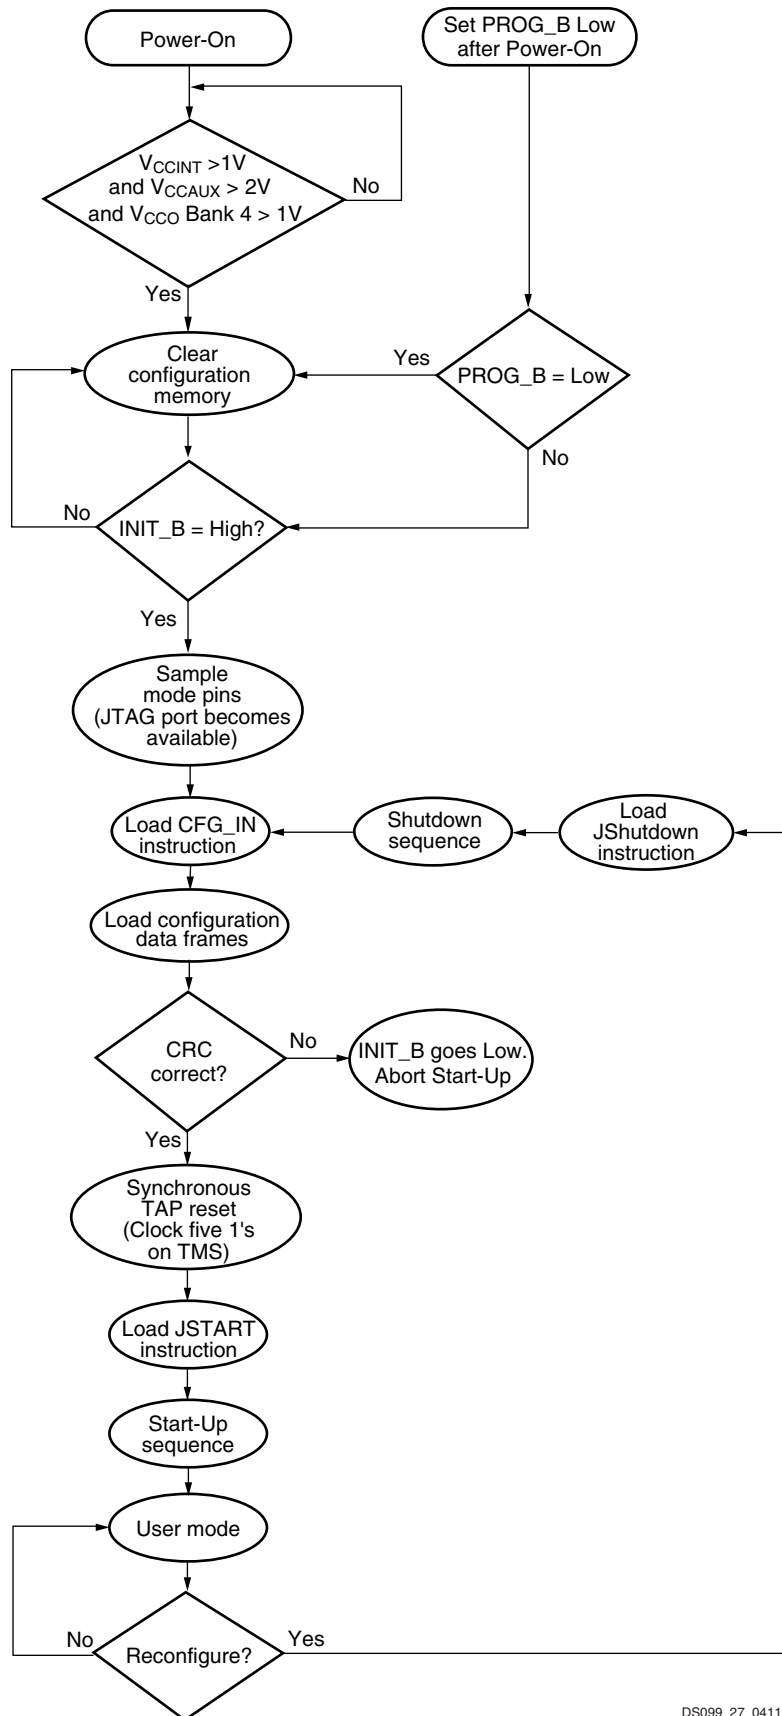 Power-On
Set PROG_B Low
after Power-On
VCCINT >1V
and VCCAUX > 2V
and VCCO Bank 4 > 1V
No
Yes
Clear
configuration
memory
Yes
PROG_B = Low
No
No
INIT_B = High?
Yes
Sample
mode pins
(JTAG port becomes
available)
Load CFG_IN
instruction
Shutdown
sequence
Load
JShutdown
instruction
Load configuration
data frames
CRC
correct?
No
INIT_B goes Low.
Abort Start-Up
Yes
Synchronous
TAP reset
(Clock five 1's
on TMS)
Load JSTART
instruction
Start-Up
sequence
User mode
No
Reconfigure?
Yes
DS099_27_0411